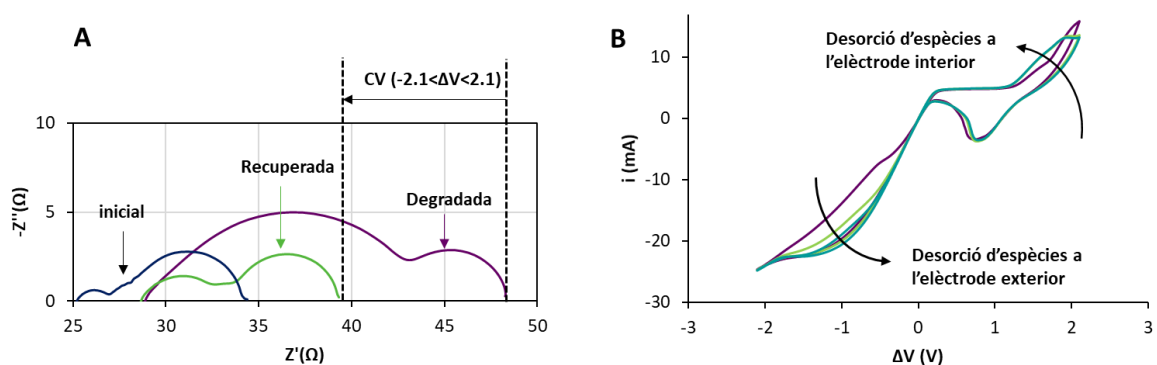 A
CV (-2.1<ΔV<2.1)
10
5
0
-Z''(Ω)
inicial
Recuperada
Degradada
25
30
35
40
45
50
Z'(Ω)
B
Desorció d'espècies a
l'elèctrode interior
10
0
-10
-20
-30
i (mA)
Desorció d'espècies a
l'elèctrode exterior
-3
-2
-1
0
1
2
3
ΔV (V)